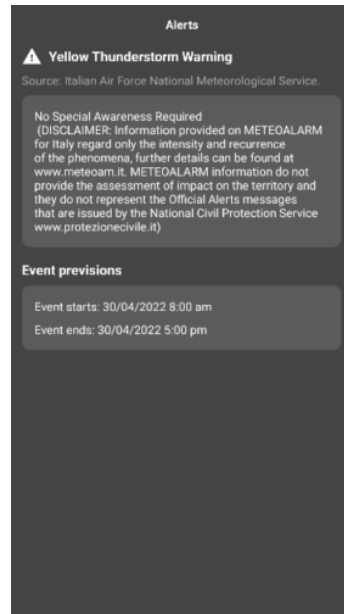 Alerts
Yellow Thunderstorm Warning
Source: Italian Air Force National Meteorological Service.
No Special Awareness Required
(DISCLAIMER: Information provided on METEOALARM
for Italy regard only the intensity and recurrence
of the phenomena, further details can be found at
www.meteoam.it. METEOALARM information do not
provide the assessment of impact on the territory and
they do not represent the Official Alerts messages
that are issued by the National Civil Protection Service
www.protezionecivile.it)
Event previsions
Event starts: 30/04/2022 8:00 am
Event ends: 30/04/2022 5:00 pm